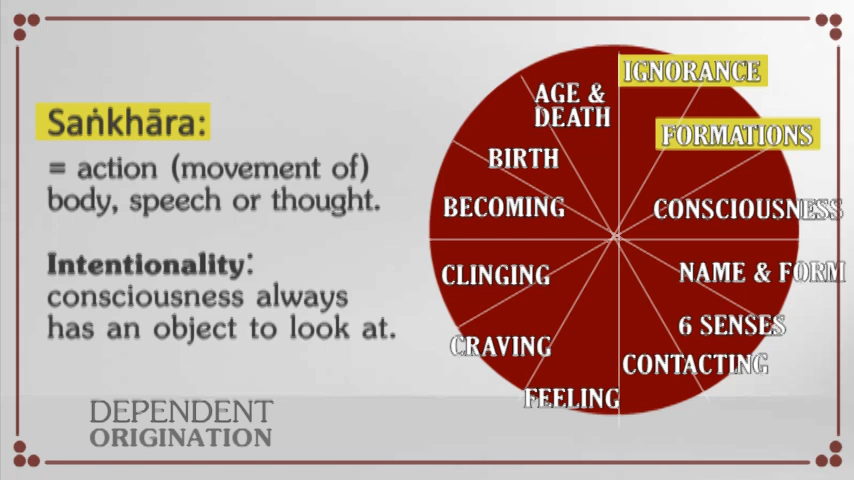 Saṅkhāra:
= action (movement of)
body, speech or thought.
Intentionality:
consciousness always
has an object to look at.
DEPENDENT
ORIGINATION
IGNORANCE
FORMATIONS
CONSCIOUSNESS
NAME & FORM
6 SENSES
CONTACTING
FEELING
CRAVING
CLINGING
BECOMING
BIRTH
AGE &
DEATH